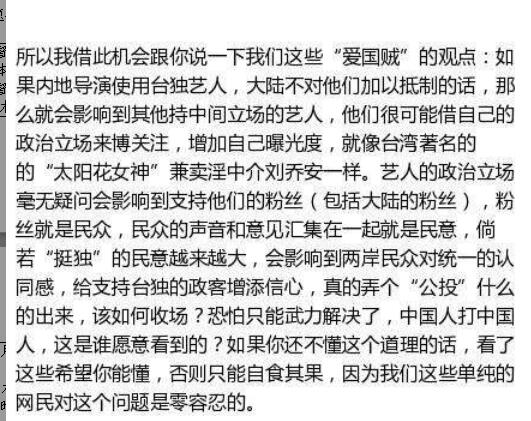 所以我借此机会跟你说一下我们这些“爱国贼”的观点：如
果内地导演使用台独艺人，大陆不对他们加以抵制的话，那
么就会影响到其他持中间立场的艺人，他们很可能借自己的
政治立场来博关注，增加自己曝光度，就像台湾著名的
的“太阳花女神”兼卖淫中介刘乔安一样。艺人的政治立场
毫无疑问会影响到支持他们的粉丝（包括大陆的粉丝），粉
丝就是民众，民众的声音和意见汇集在一起就是民意，倘
若“挺独”的民意越来越大，会影响到两岸民众对统一的认
同感，给支持台独的政客增添信心，真的弄个“公投”什么
的出来，该如何收场？恐怕只能武力解决了，中国人打中国
人，这是谁愿意看到的？如果你还不懂这个道理的话，看了
这些希望你能懂，否则只能自食其果，因为我们这些单纯的
网民对这个问题是零容忍的。